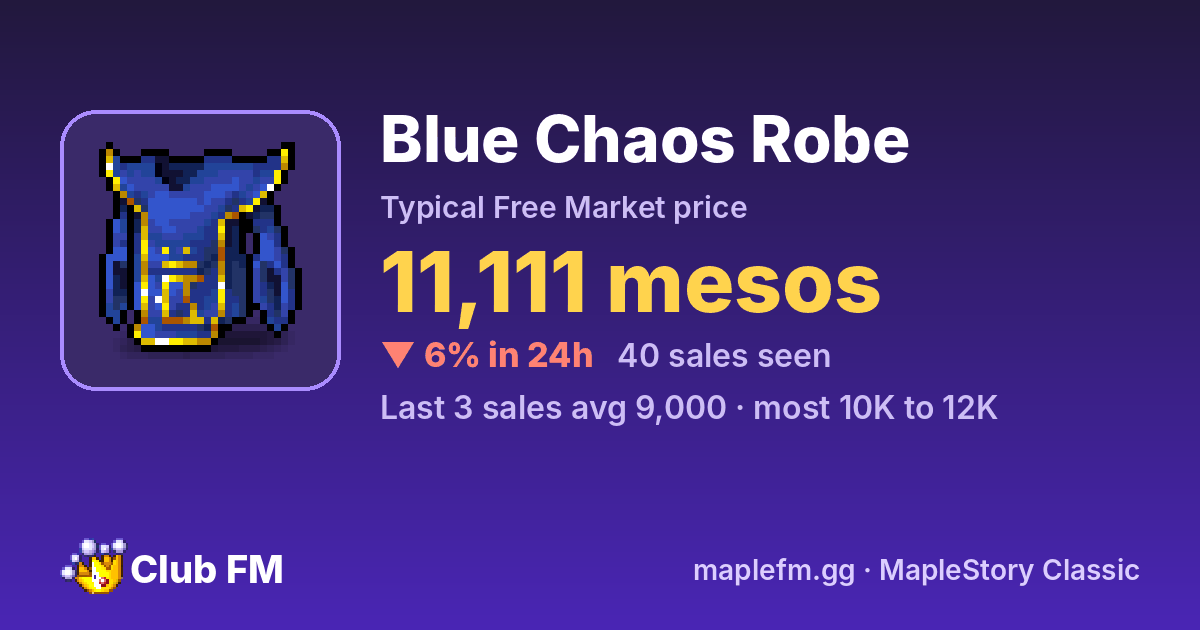 Blue Chaos Robe
Typical Free Market price
11,111 mesos
▼ 6% in 24h 40 sales seen
Last 3 sales avg 9,000 · most 10K to 12K
Club FM
maplefm.gg · MapleStory Classic